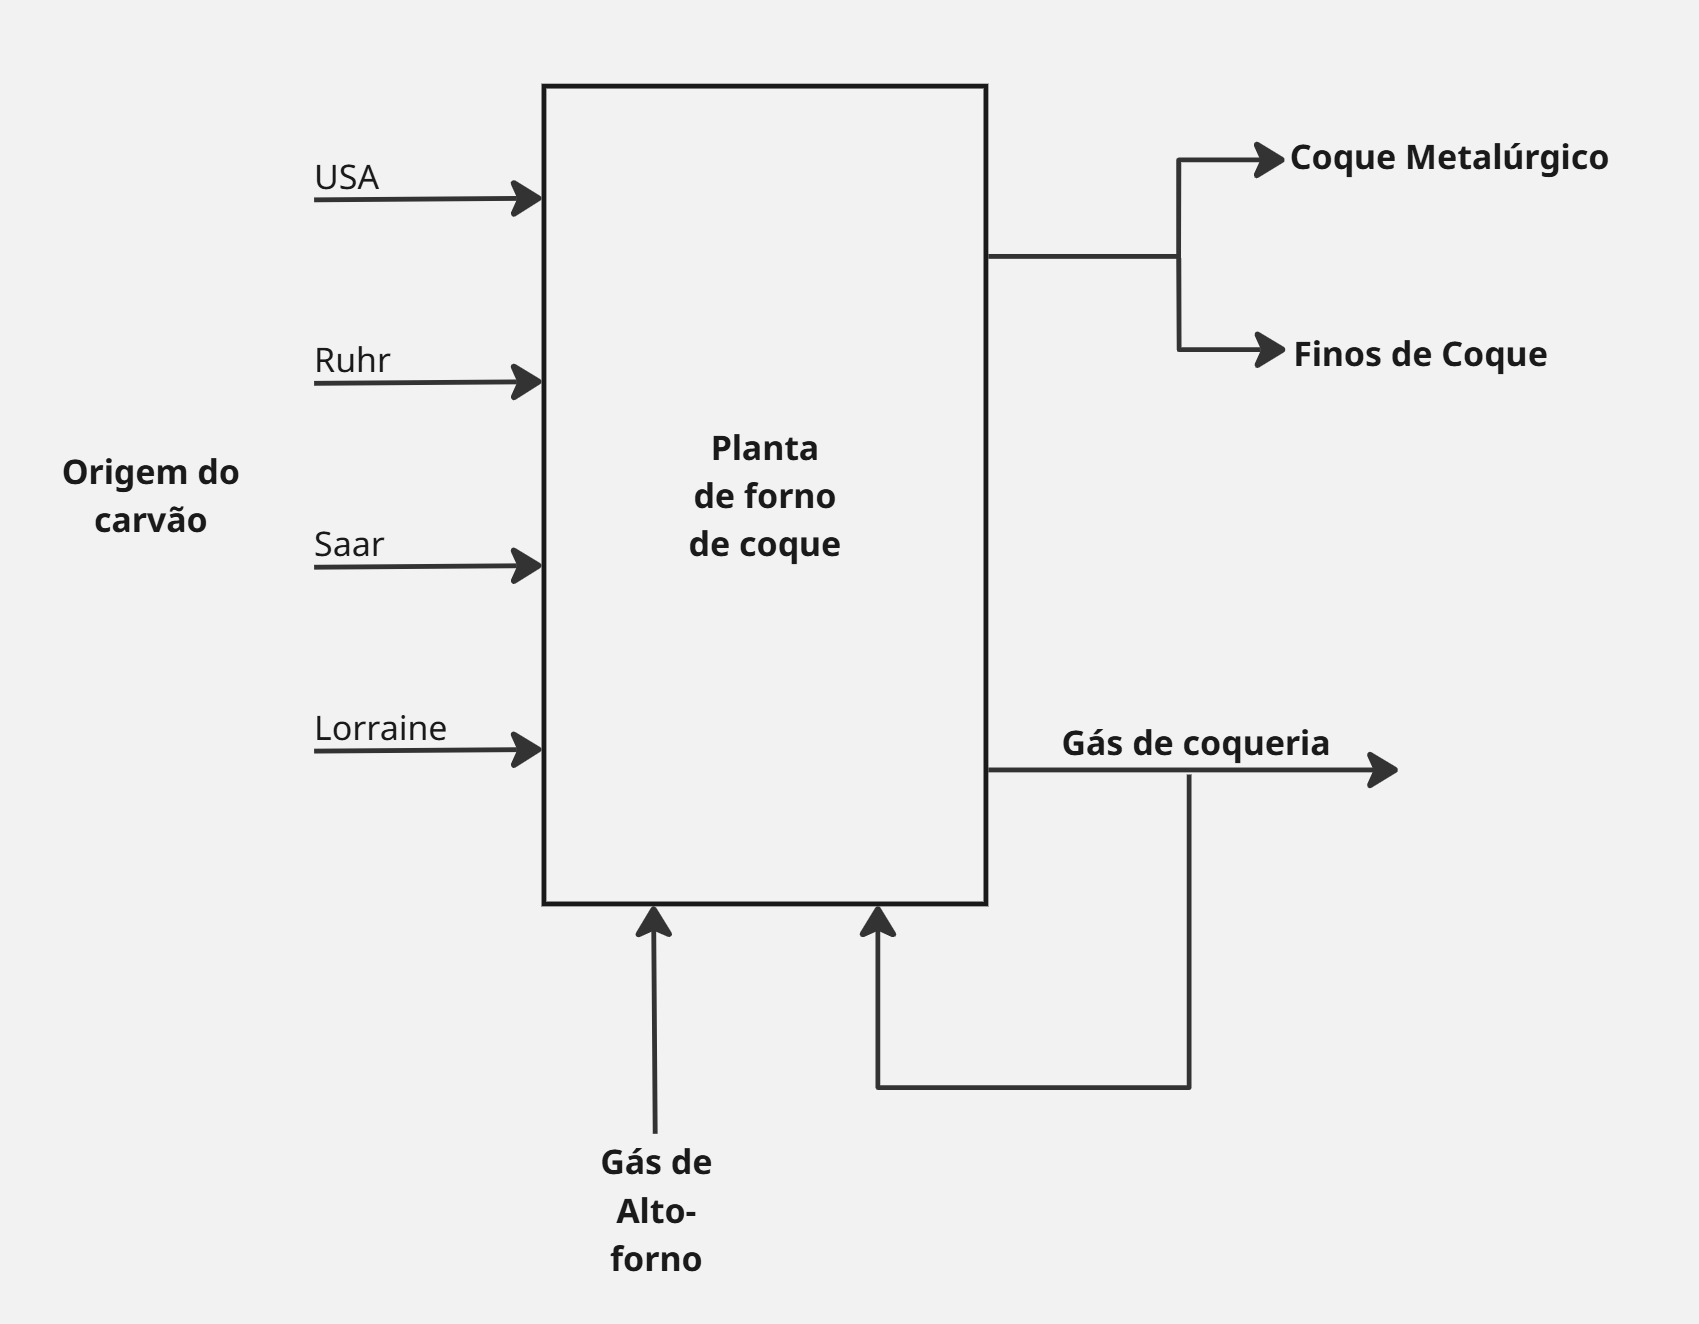 USA
Ruhr
Origem do
carvão
Saar
Lorraine
Planta
de forno
de coque
Coque Metalúrgico
Finos de Coque
Gás de coqueria
Gás de
Alto-
forno